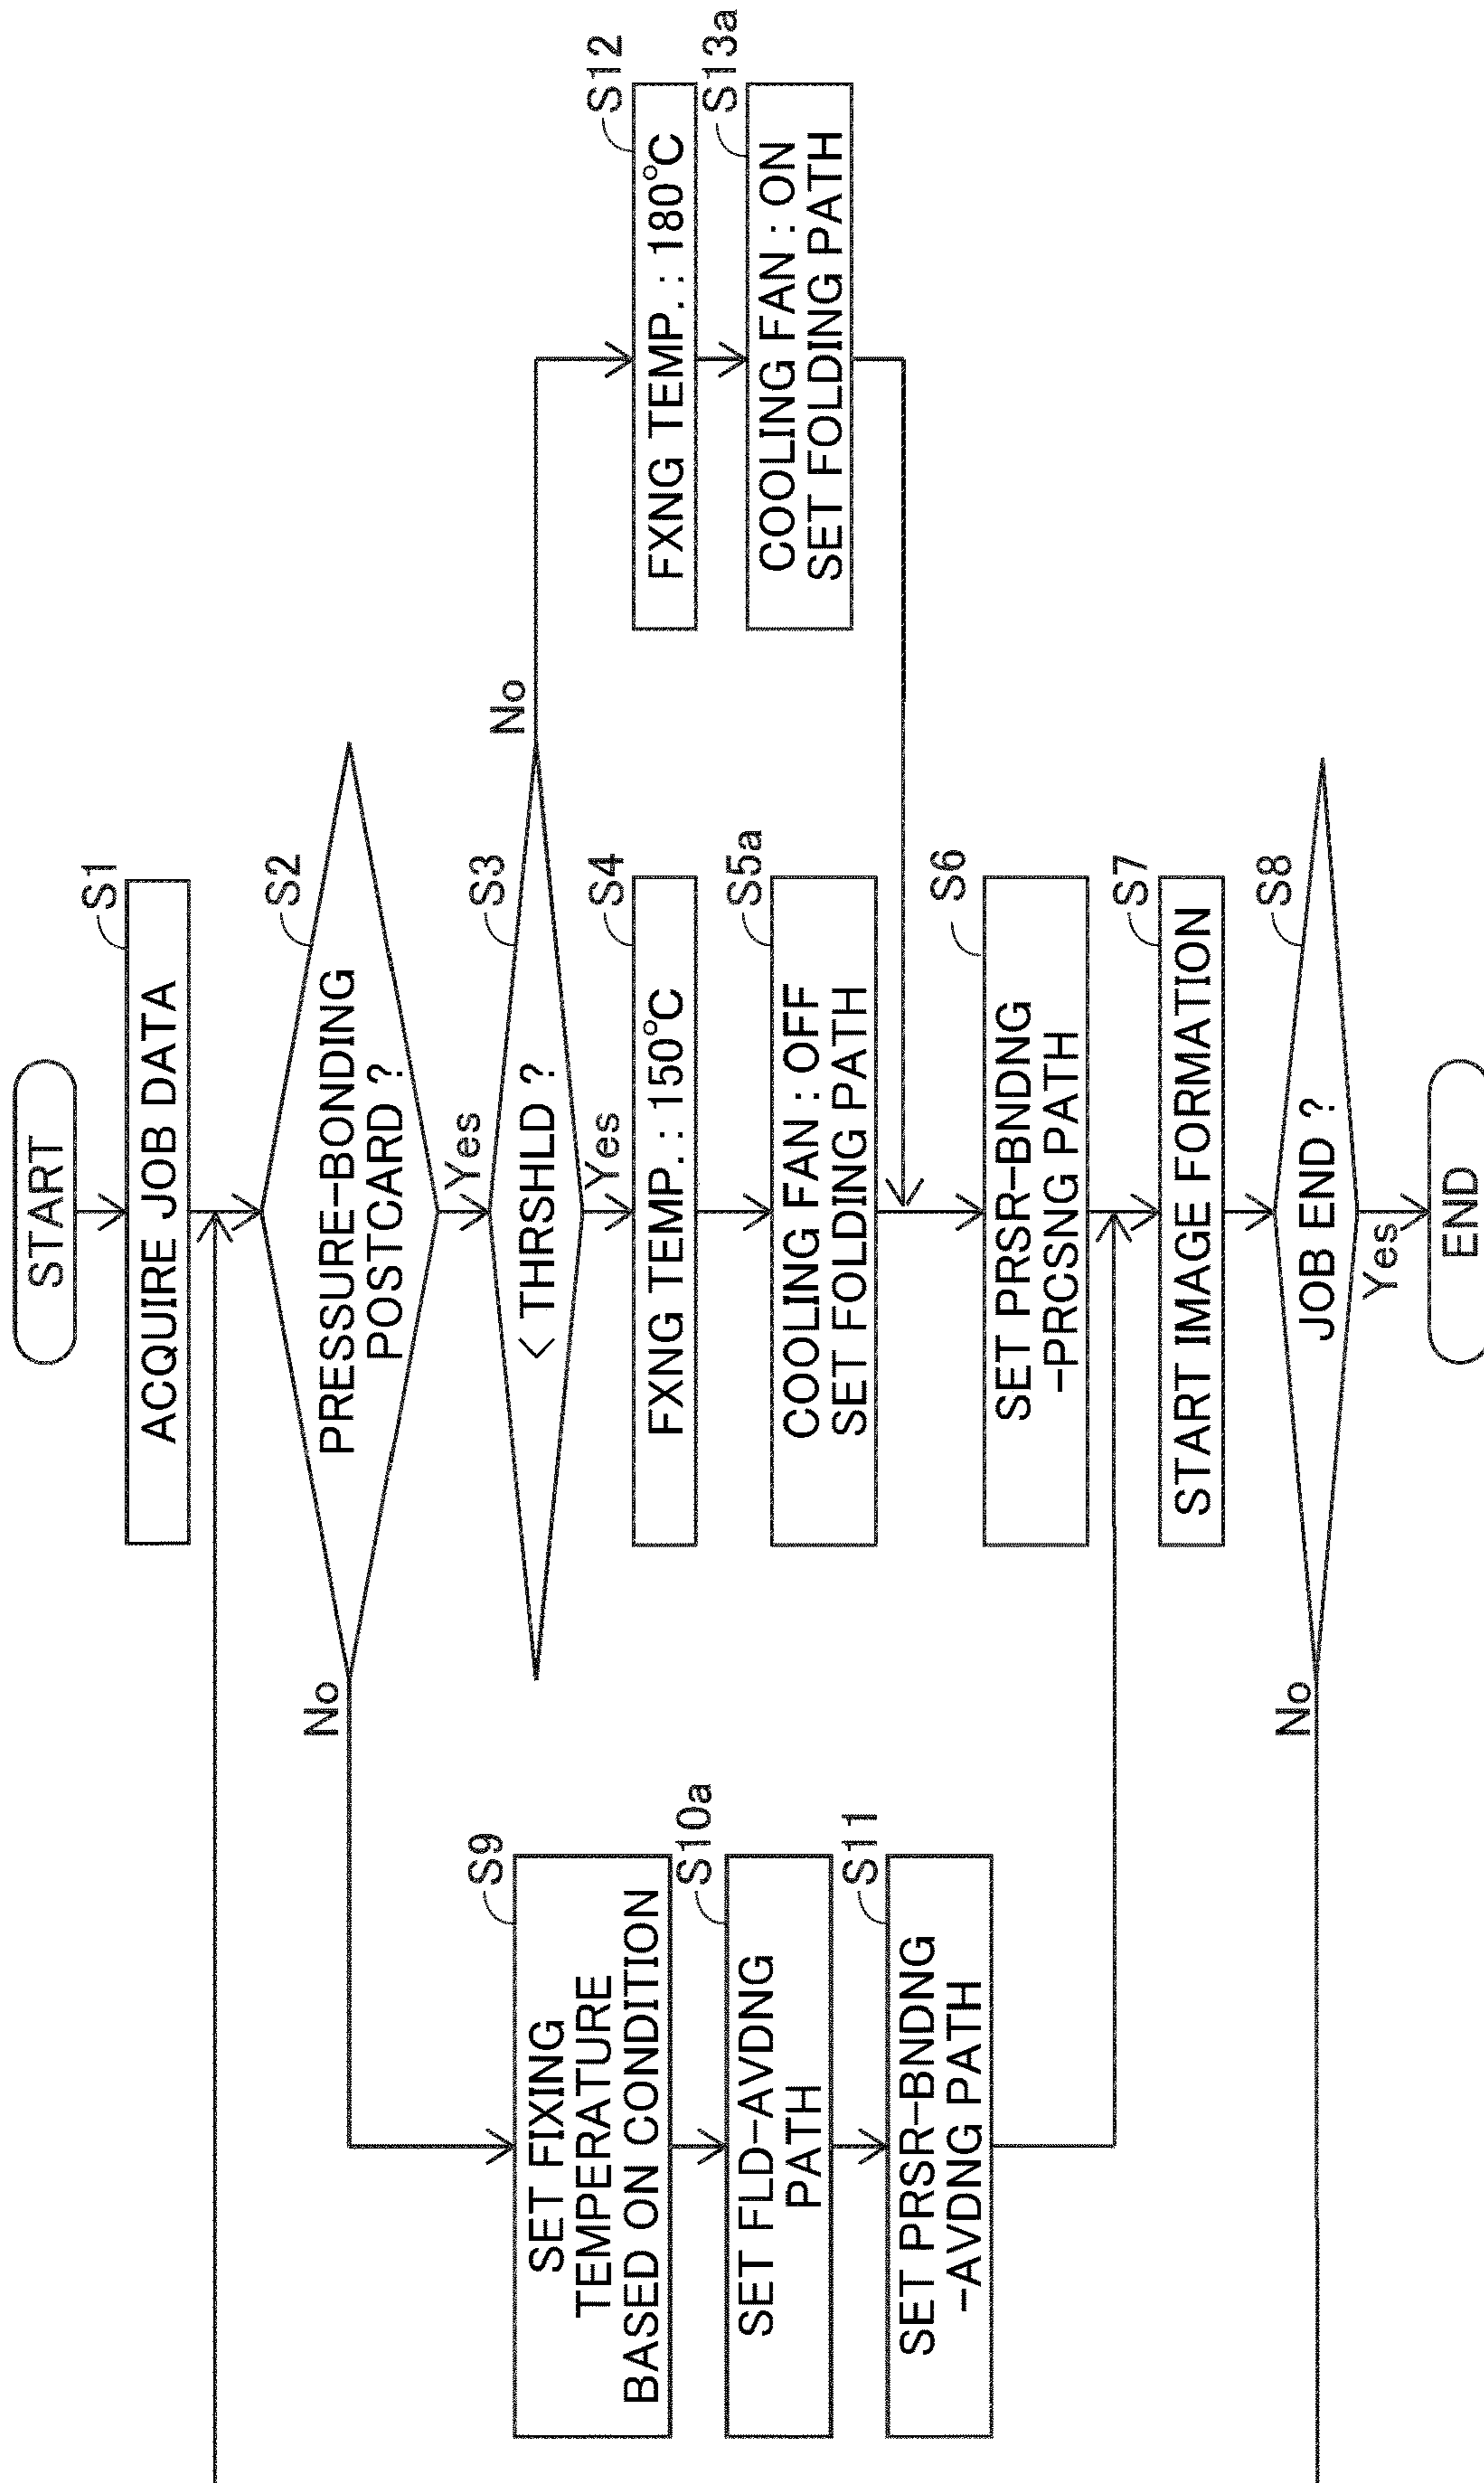 START
S1
ACQUIRE JOB DATA
S2
PRESSURE-BONDING
POSTCARD ?
No
Yes
S3
< THRSHLD ?
No
Yes
S4
FXNG TEMP. : 150°C
S5a
COOLING FAN : OFF
SET FOLDING PATH
S6
SET PRSR-BNDNG
-PRCSNG PATH
S7
START IMAGE FORMATION
S8
JOB END ?
No
Yes
END
S9
SET FIXING
TEMPERATURE
BASED ON CONDITION
S10a
SET FLD-AVDNG
PATH
S11
SET PRSR-BNDNG
-AVDNG PATH
S12
FXNG TEMP. : 180°C
S13a
COOLING FAN : ON
SET FOLDING PATH